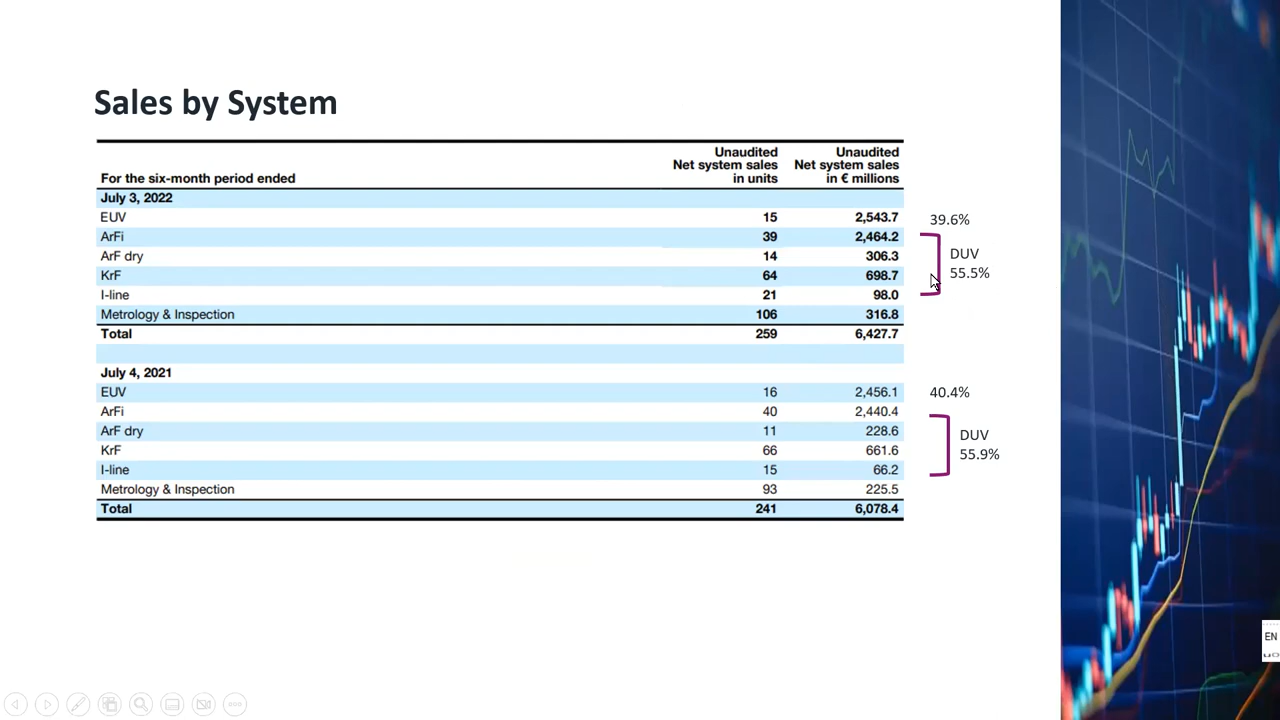 Sales by System
Unaudited Unaudited
Net system sales Net system sales
For the six-month period ended in units in € millions
July 3, 2022
EUV 15 2,543.7 39.6%
ArFi 39 2,464.2
ArF dry 14 306.3 DUV
KrF 64 698.7 55.5%
I-line 21 98.0
Metrology & Inspection 106 316.8
Total 259 6,427.7
July 4, 2021
EUV 16 2,456.1 40.4%
ArFi 40 2,440.4
ArF dry 11 228.6 DUV
KrF 66 661.6 55.9%
I-line 15 66.2
Metrology & Inspection 93 225.5
Total 241 6,078.4
EN